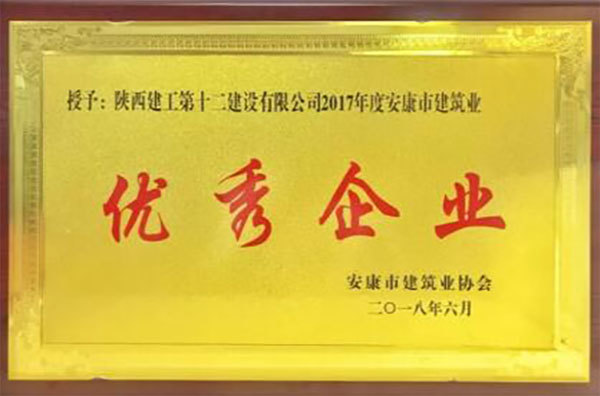 授予：陕西建工第十二建设有限公司2017年度安康市建筑业
优秀企业
安康市建筑业协会
二〇一八年六月